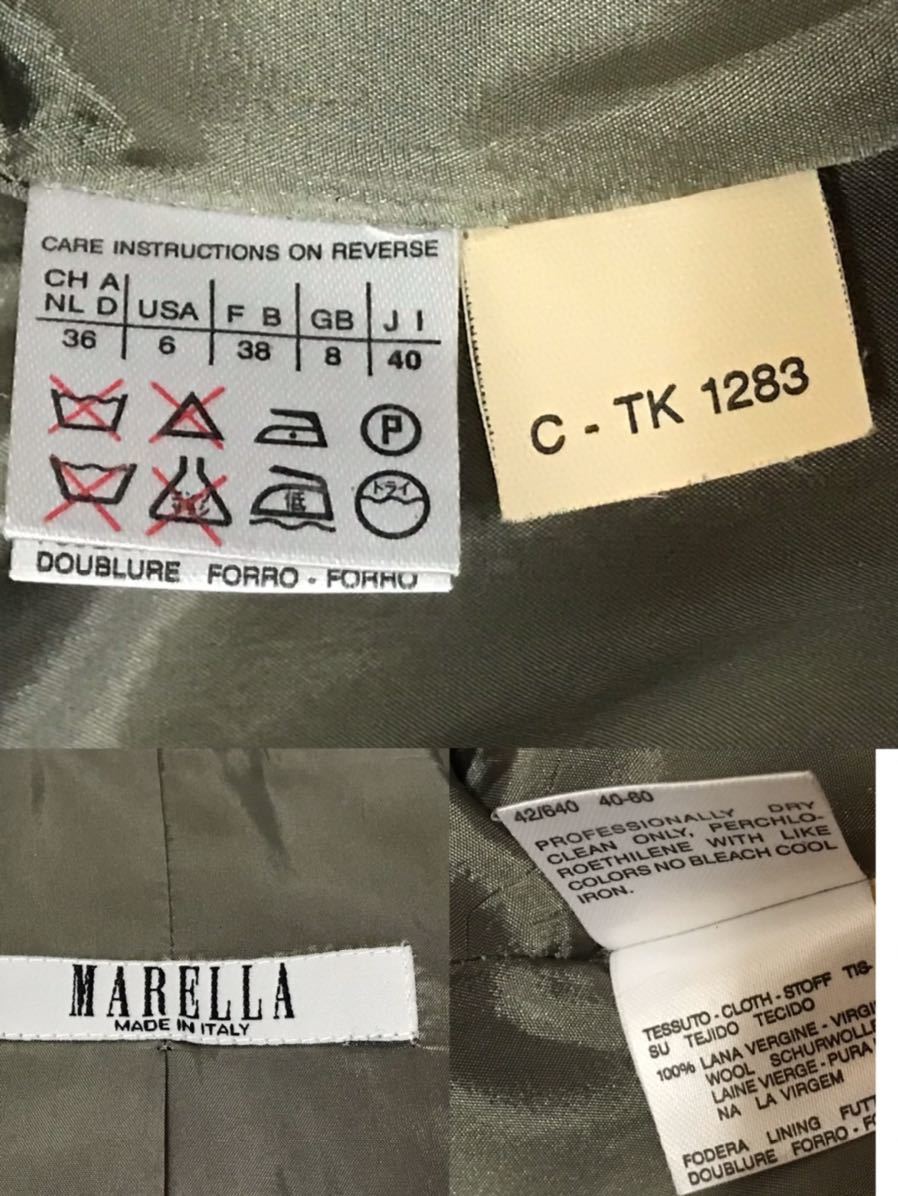 CARE INSTRUCTIONS ON REVERSE
CH A
NL D USA F B GB J I
36 6 38 8 40
P
低 ドライ
DOUBLURE FORRO - FORRO
C - TK 1283
MARELLA
MADE IN ITALY
42/640 40-60
PROFESSIONALLY DRY
CLEAN ONLY, PERCHLO-
ROETHILENE WITH LIKE
COLORS NO BLEACH COOL
IRON.
TESSUTO - CLOTH - STOFF TIS-
SU TEJIDO TECIDO
100% LANA VERGINE - VIRGI
WOOL SCHURWOLLE
LAINE VIERGE - PURA
NA LA VIRGEM
FODERA LINING FUTT
DOUBLURE FORRO - FO